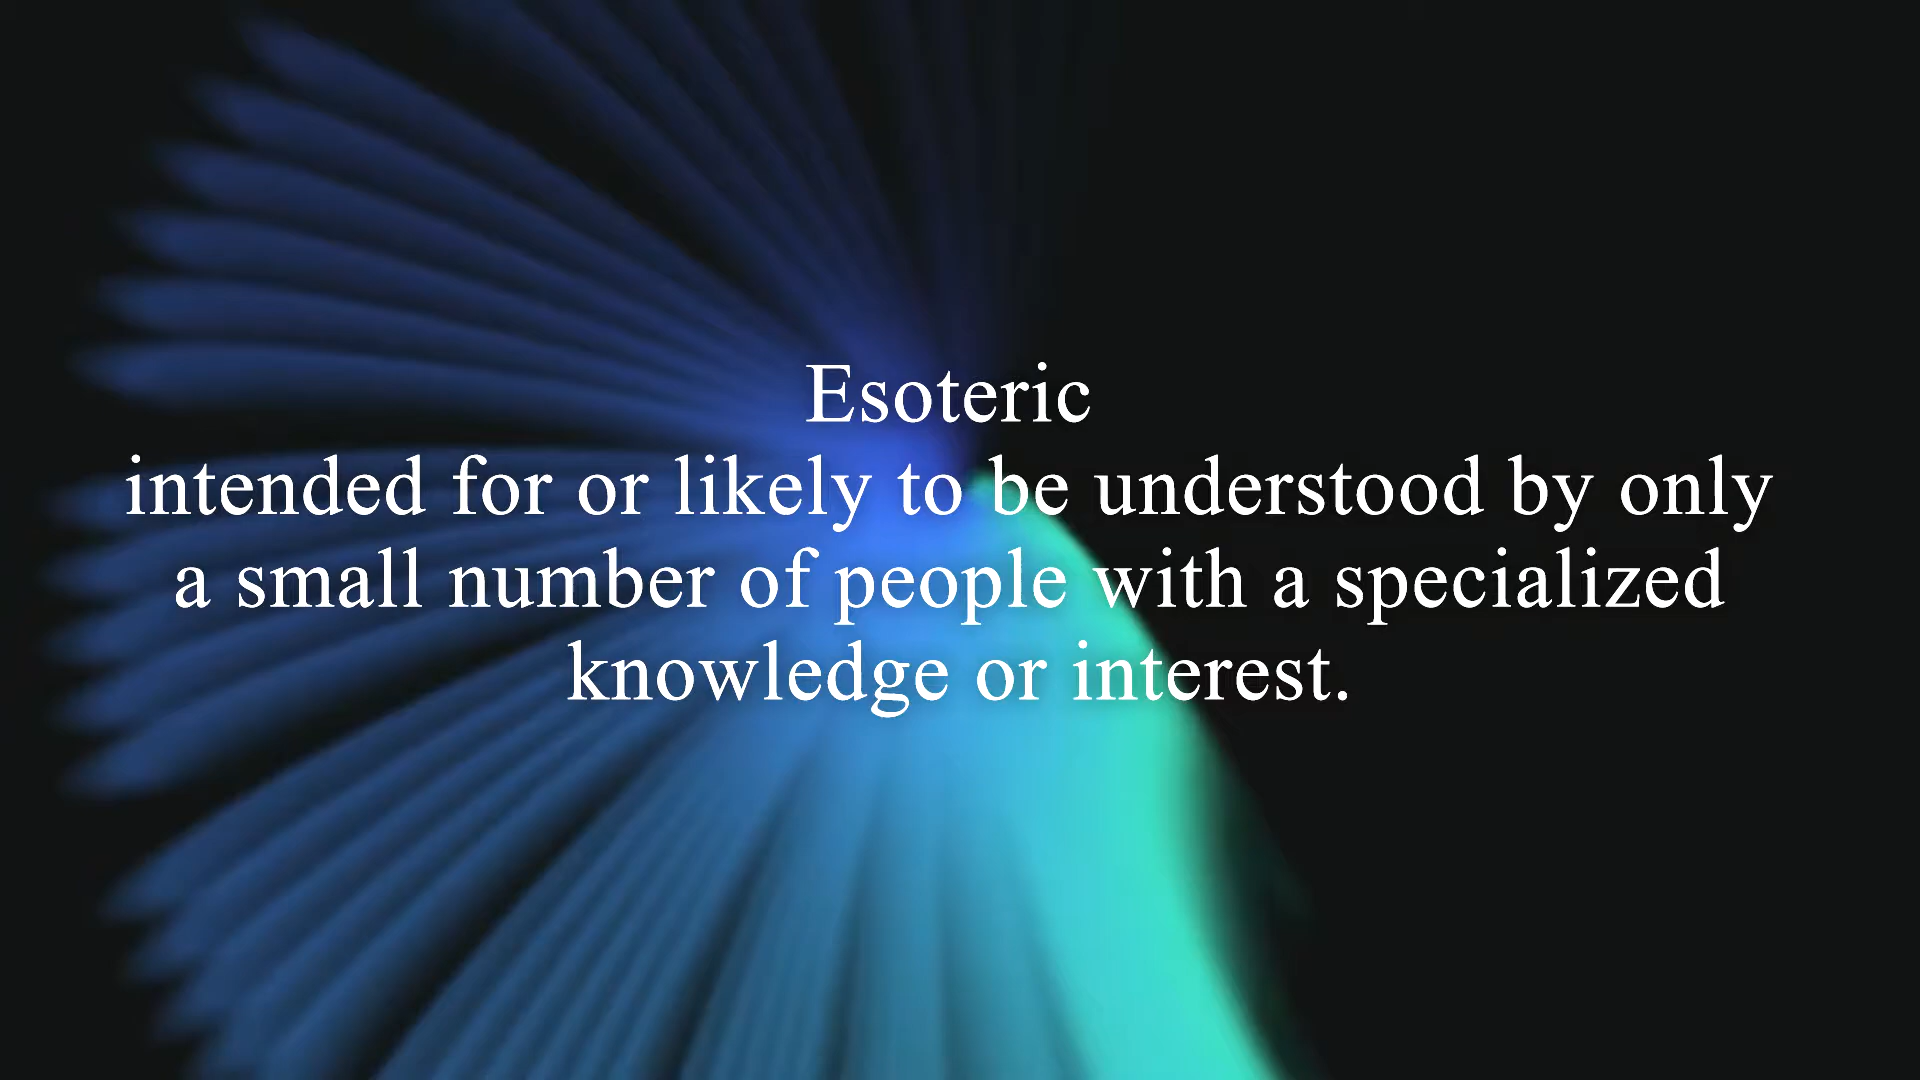 Esoteric
intended for or likely to be understood by only
a small number of people with a specialized
knowledge or interest.